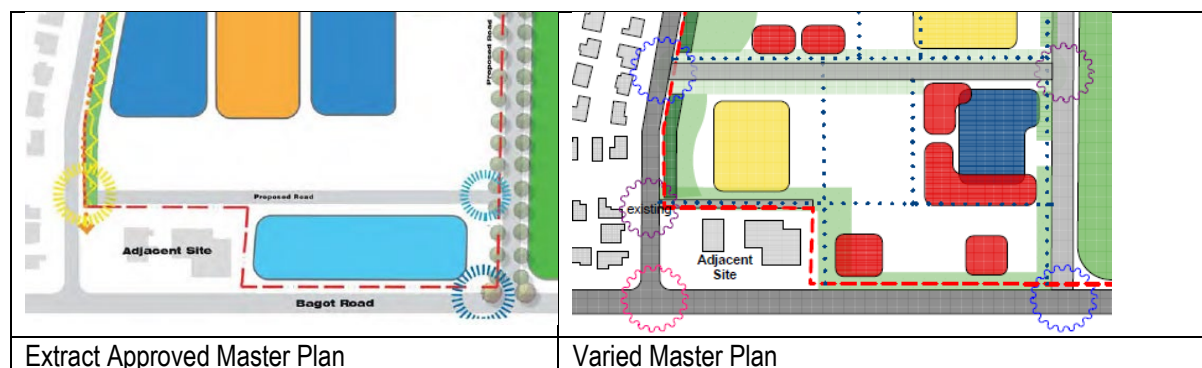 Proposed Road
Proposed Road
Adjacent Site
Bagot Road
existing
Adjacent
Site
Extract Approved Master Plan
Varied Master Plan